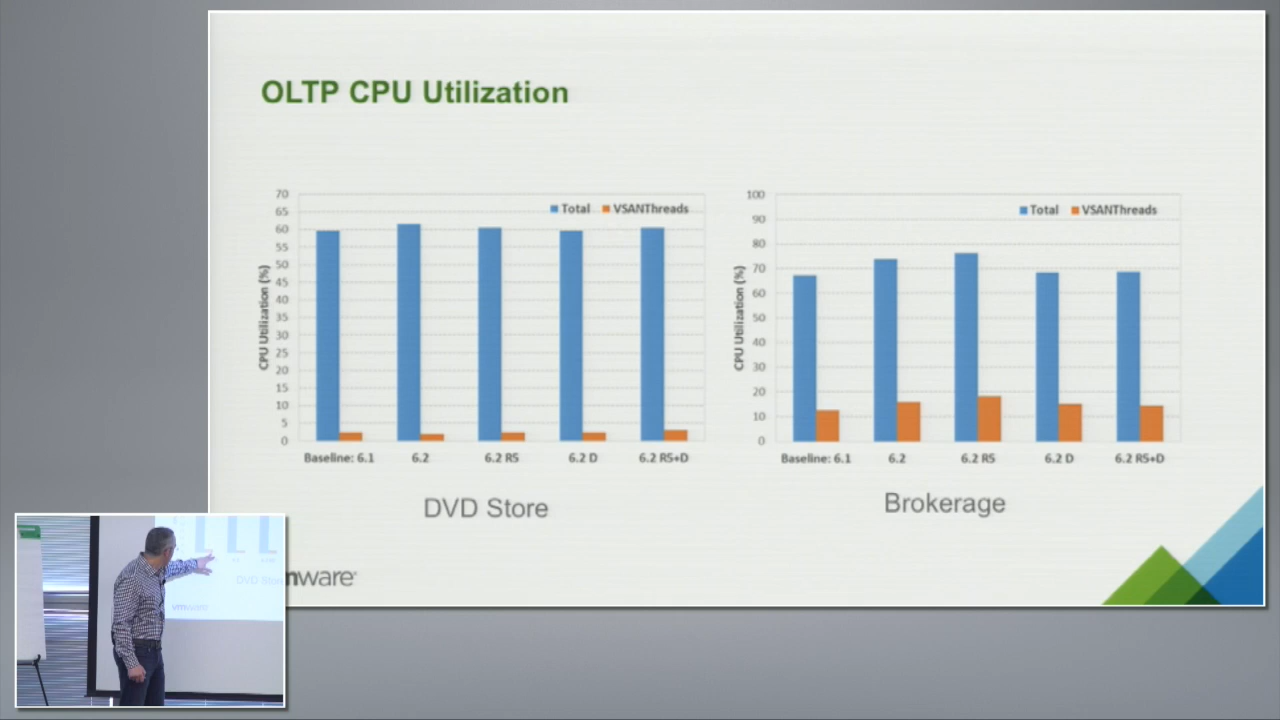 OLTP CPU Utilization
Total VSANThreads
CPU Utilization (%)
70
65
60
55
50
45
40
35
30
25
20
15
10
5
0
Baseline: 6.1 6.2 6.2 R5 6.2 D 6.2 R5+D
DVD Store
Total VSANThreads
CPU Utilization (%)
100
90
80
70
60
50
40
30
20
10
0
Baseline: 6.1 6.2 6.2 R5 6.2 D 6.2 R5+D
Brokerage
mware
DVD Store
vmware